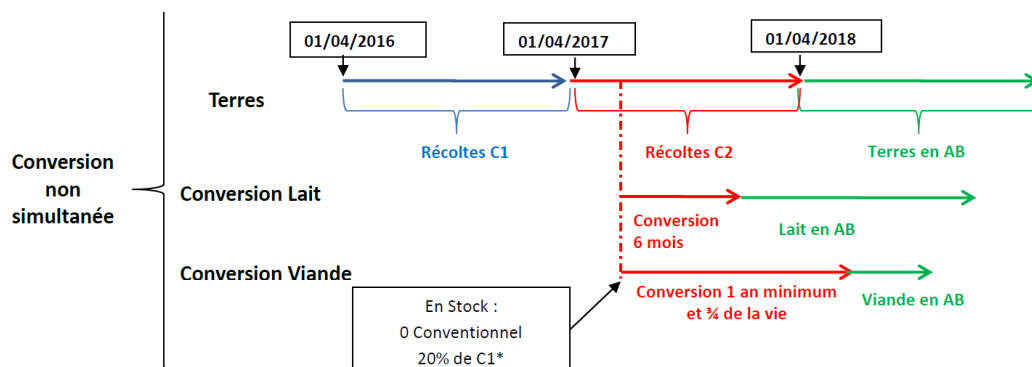 01/04/2016
01/04/2017
01/04/2018
Terres
Récoltes C1
Récoltes C2
Terres en AB
Conversion
non
simultanée
Conversion Lait
Conversion
6 mois
Lait en AB
Conversion Viande
Conversion 1 an minimum
et ¾ de la vie
Viande en AB
En Stock :
0 Conventionnel
20% de C1*